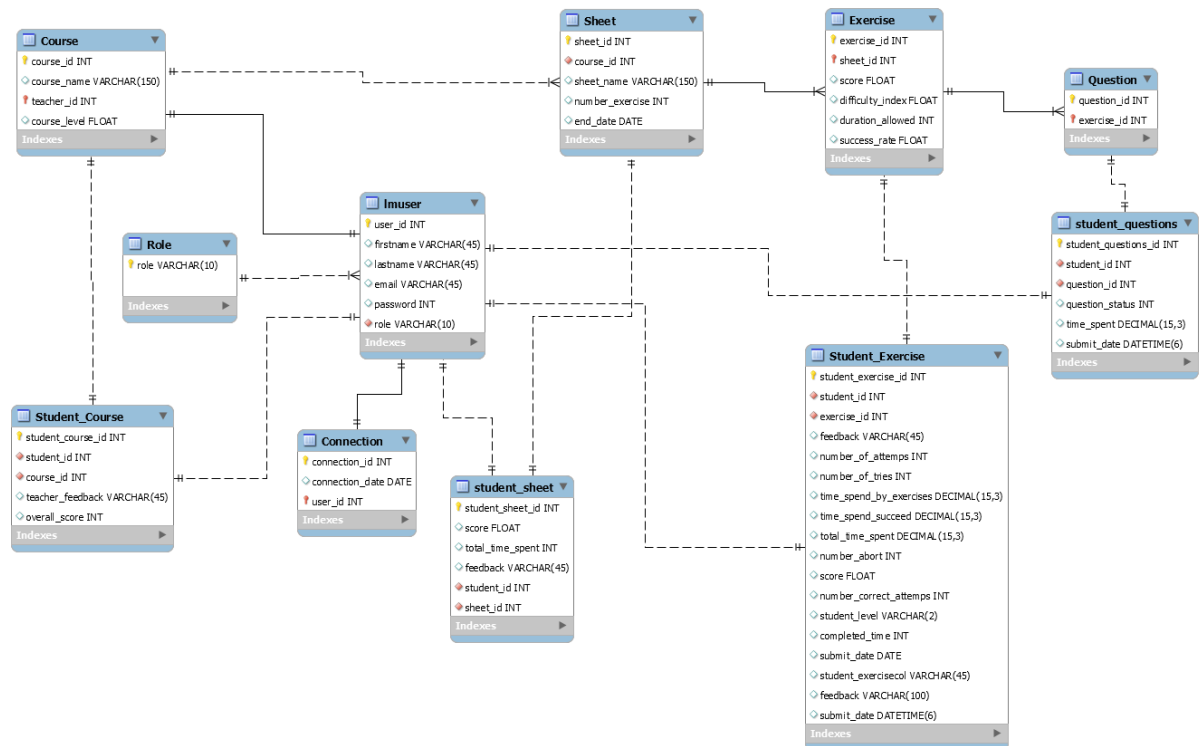 Course
course_id INT
course_name VARCHAR(150)
teacher_id INT
course_level FLOAT
Indexes
Sheet
sheet_id INT
course_id INT
sheet_name VARCHAR(150)
number_exercise INT
end_date DATE
Indexes
Exercise
exercise_id INT
sheet_id INT
score FLOAT
difficulty_index FLOAT
duration_allowed INT
success_rate FLOAT
Indexes
Question
question_id INT
exercise_id INT
Indexes
Role
role VARCHAR(10)
Indexes
lmuser
user_id INT
firstname VARCHAR(45)
lastname VARCHAR(45)
email VARCHAR(45)
password INT
role VARCHAR(10)
Indexes
student_questions
student_questions_id INT
student_id INT
question_id INT
question_status INT
time_spent DECIMAL(15,3)
submit_date DATETIME(6)
Indexes
Student_Course
student_course_id INT
student_id INT
course_id INT
teacher_feedback VARCHAR(45)
overall_score INT
Indexes
Connection
connection_id INT
connection_date DATE
user_id INT
Indexes
student_sheet
student_sheet_id INT
score FLOAT
total_time_spent INT
feedback VARCHAR(45)
student_id INT
sheet_id INT
Indexes
Student_Exercise
student_exercise_id INT
student_id INT
exercise_id INT
feedback VARCHAR(45)
number_of_attemps INT
number_of_tries INT
time_spend_by_exercises DECIMAL(15,3)
time_spend_succeed DECIMAL(15,3)
total_time_spent DECIMAL(15,3)
number_abort INT
score FLOAT
number_correct_attemps INT
student_level VARCHAR(2)
completed_time INT
submit_date DATE
student_exercisecol VARCHAR(45)
feedback VARCHAR(100)
submit_date DATETIME(6)
Indexes